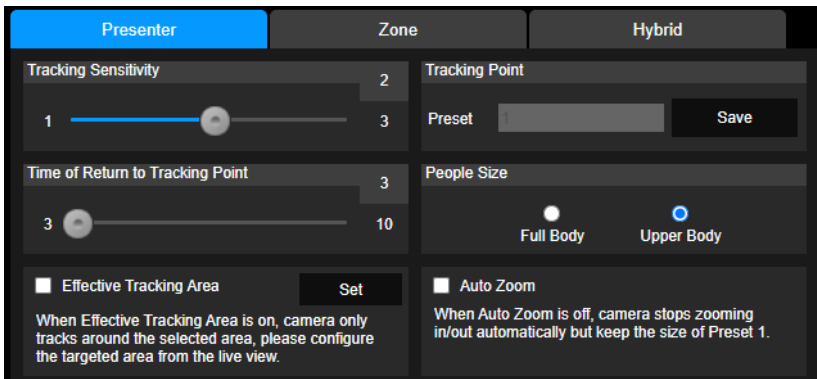 Presenter
Zone
Hybrid
Tracking Sensitivity
2
1
3
Tracking Point
Preset
1
Save
Time of Return to Tracking Point
3
3
10
People Size
Full Body
Upper Body
Effective Tracking Area
Set
When Effective Tracking Area is on, camera only
tracks around the selected area, please configure
the targeted area from the live view.
Auto Zoom
When Auto Zoom is off, camera stops zooming
in/out automatically but keep the size of Preset 1.